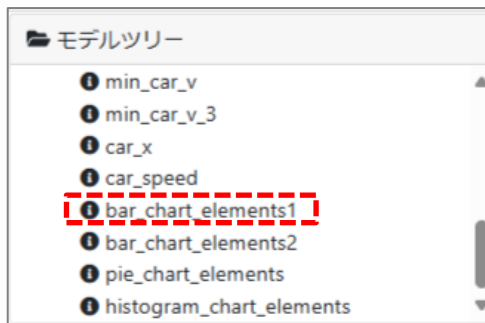 モデルツリー
min_car_v
min_car_v_3
car_x
car_speed
bar_chart_elements1
bar_chart_elements2
pie_chart_elements
histogram_chart_elements